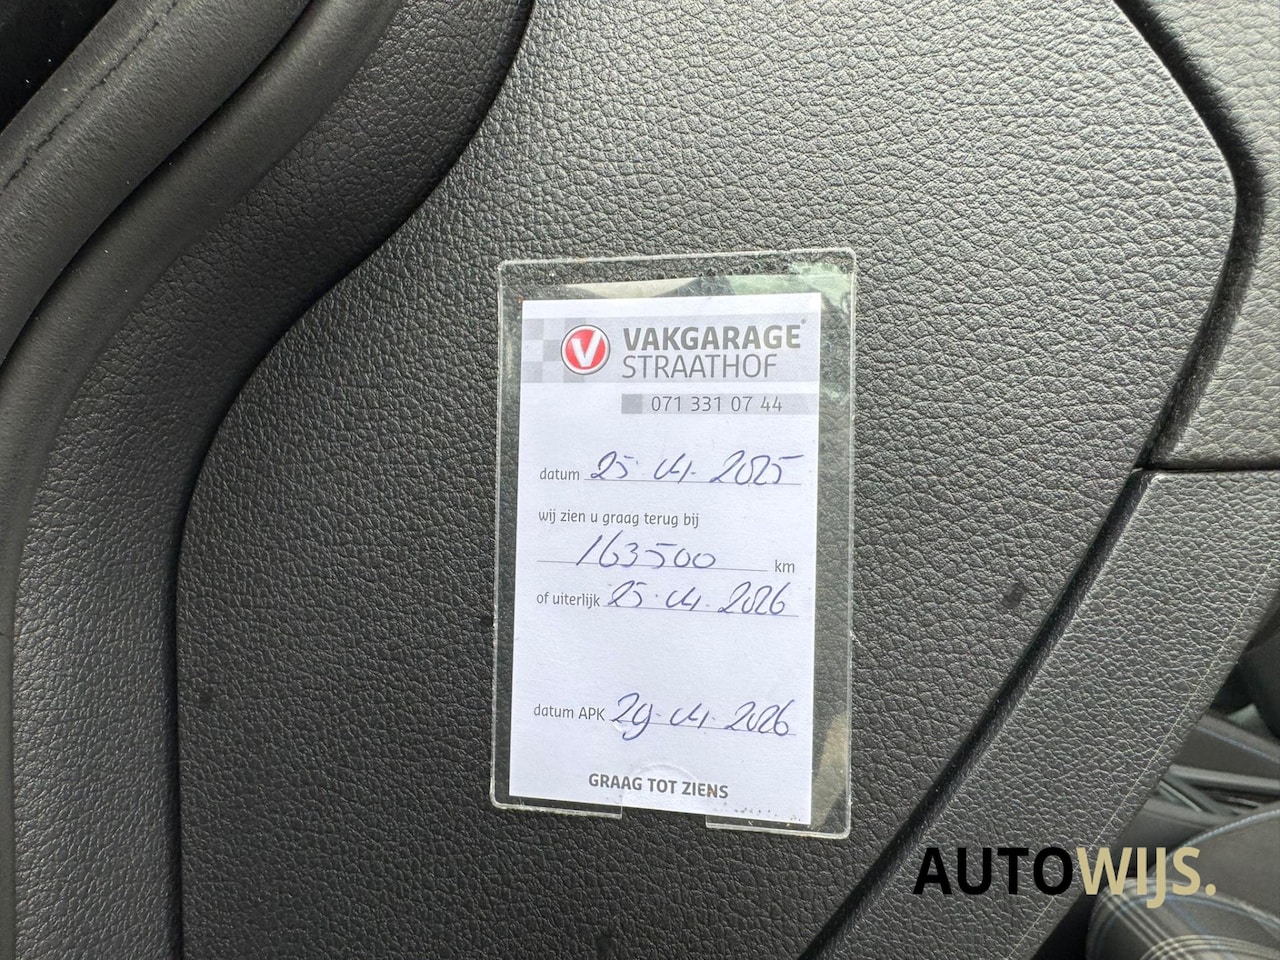 V VAKGARAGE
STRAATHOF
071 331 07 44
datum 25.04.2025
wij zien u graag terug bij
163500 km
of uiterlijk 25.04.2026
datum APK 29.04.2026
GRAAG TOT ZIENS
AUTOWIJS.